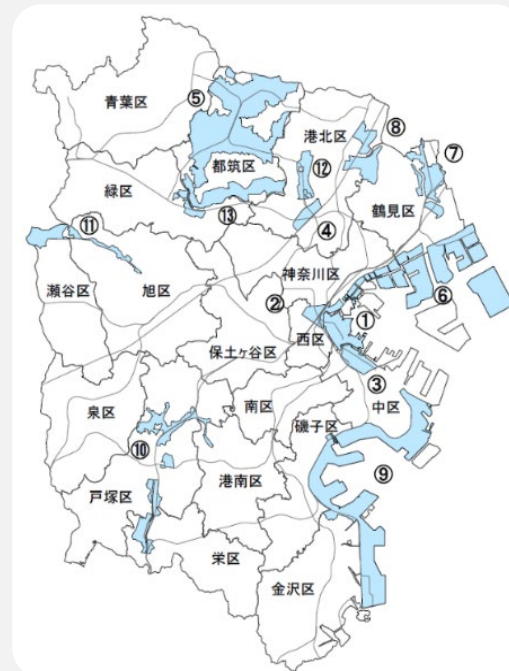 青葉区
⑤
港北区
⑧
都筑区
⑫
⑦
緑区
⑬
④
鶴見区
⑪
瀬谷区
旭区
神奈川区
②
西区
①
⑥
保土ヶ谷区
③
中区
泉区
南区
磯子区
⑩
⑨
戸塚区
港南区
栄区
金沢区